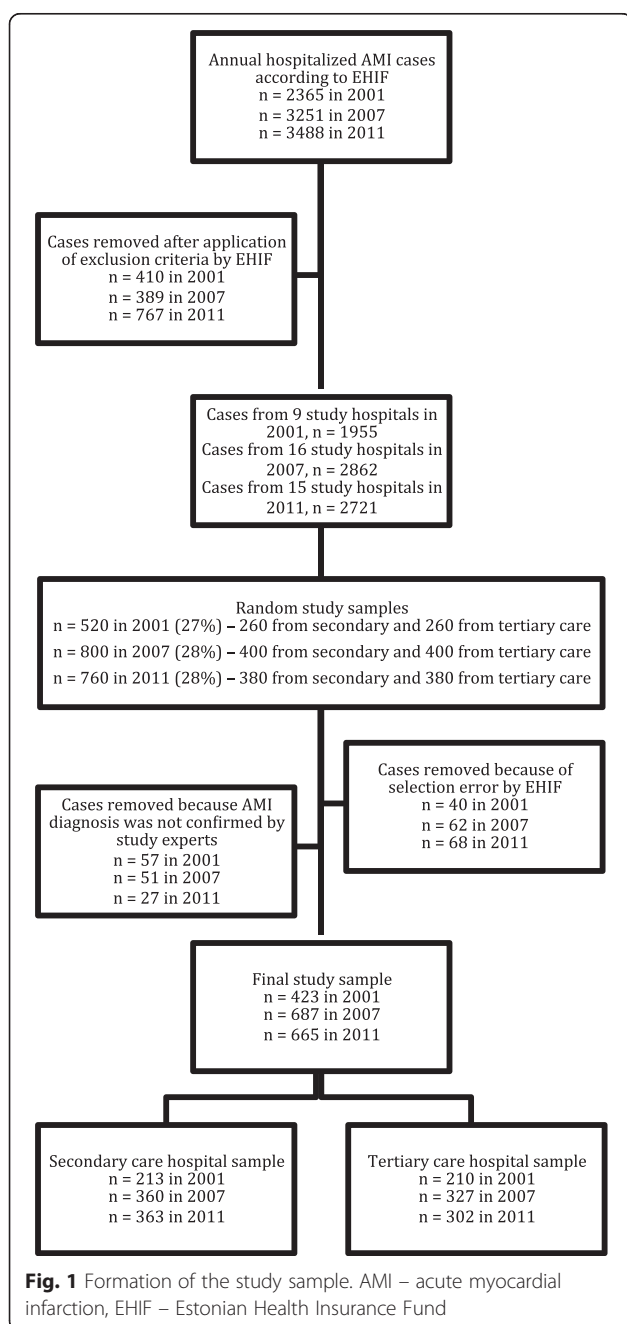 Annual hospitalized AMI cases
according to EHIF
n = 2365 in 2001
n = 3251 in 2007
n = 3488 in 2011
Cases removed after application
of exclusion criteria by EHIF
n = 410 in 2001
n = 389 in 2007
n = 767 in 2011
Cases from 9 study hospitals in
2001, n = 1955
Cases from 16 study hospitals in
2007, n = 2862
Cases from 15 study hospitals in
2011, n = 2721
Random study samples
n = 520 in 2001 (27%) – 260 from secondary and 260 from tertiary care
n = 800 in 2007 (28%) – 400 from secondary and 400 from tertiary care
n = 760 in 2011 (28%) – 380 from secondary and 380 from tertiary care
Cases removed because of
selection error by EHIF
n = 40 in 2001
n = 62 in 2007
n = 68 in 2011
Cases removed because AMI
diagnosis was not confirmed by
study experts
n = 57 in 2001
n = 51 in 2007
n = 27 in 2011
Final study sample
n = 423 in 2001
n = 687 in 2007
n = 665 in 2011
Secondary care hospital sample
n = 213 in 2001
n = 360 in 2007
n = 363 in 2011
Tertiary care hospital sample
n = 210 in 2001
n = 327 in 2007
n = 302 in 2011
Fig. 1 Formation of the study sample. AMI – acute myocardial
infarction, EHIF – Estonian Health Insurance Fund